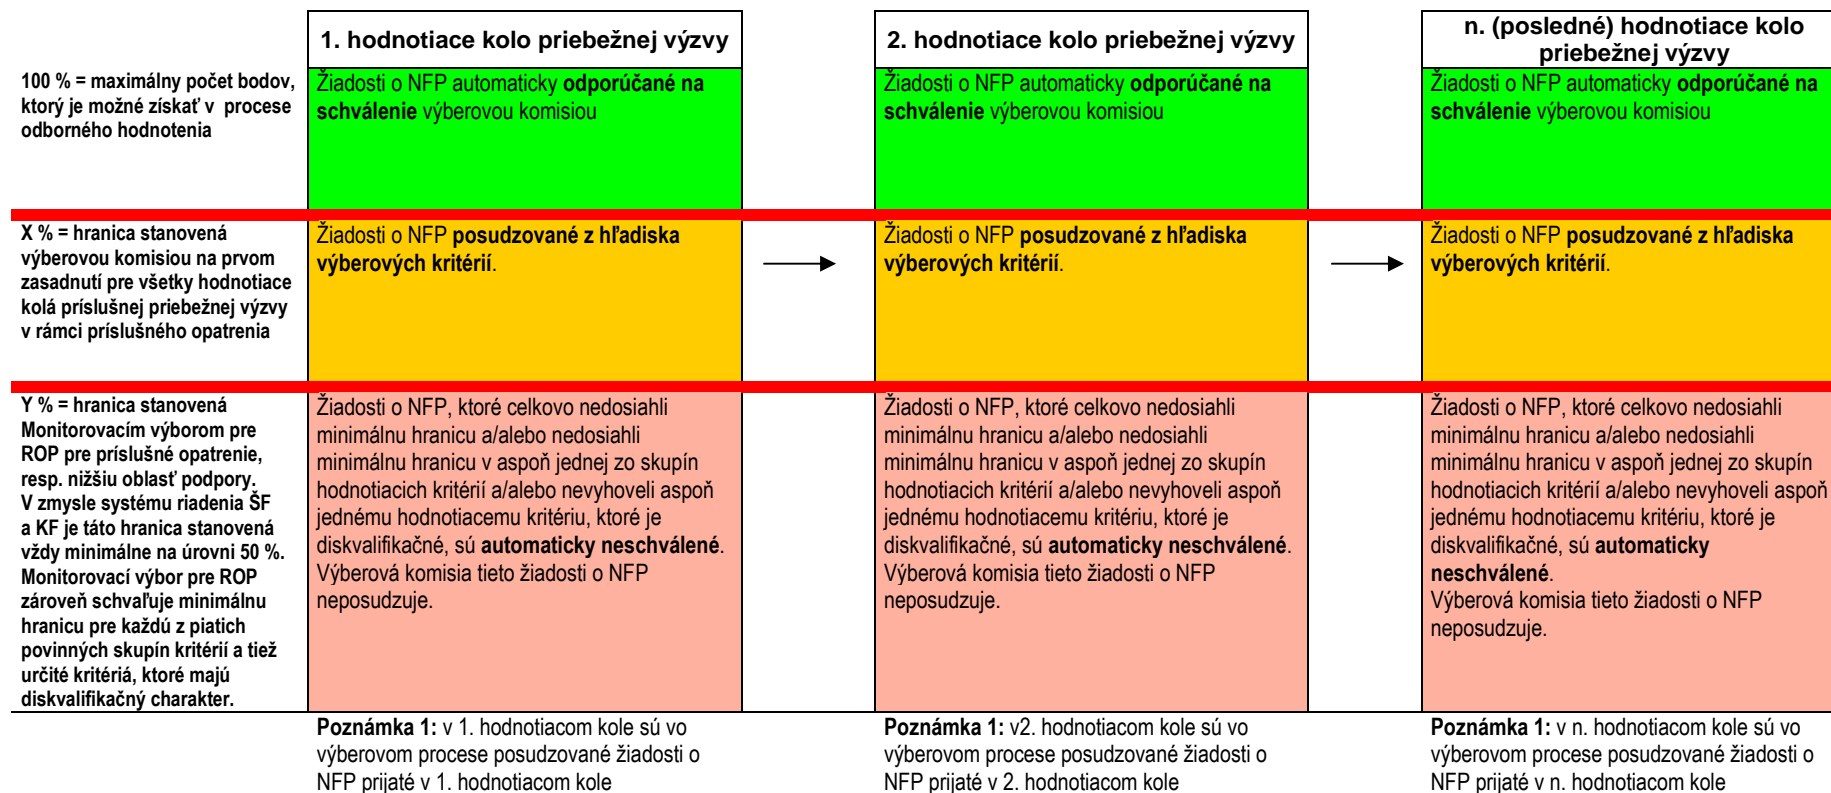 1. hodnotiace kolo priebežnej výzvy
2. hodnotiace kolo priebežnej výzvy
n. (posledné) hodnotiace kolo
priebežnej výzvy
100 % = maximálny počet bodov,
ktorý je možné získať v  procese
odborného hodnotenia
Žiadosti o NFP automaticky odporúčané na
schválenie výberovou komisiou
Žiadosti o NFP automaticky odporúčané na
schválenie výberovou komisiou
Žiadosti o NFP automaticky odporúčané na
schválenie výberovou komisiou
X % = hranica stanovená
výberovou komisiou na prvom
zasadnutí pre všetky hodnotiace
kolá príslušnej priebežnej výzvy
v rámci príslušného opatrenia
Žiadosti o NFP posudzované z hľadiska
výberových kritérií.
Žiadosti o NFP posudzované z hľadiska
výberových kritérií.
Žiadosti o NFP posudzované z hľadiska
výberových kritérií.
Y % = hranica stanovená
Monitorovacím výborom pre
ROP pre príslušné opatrenie,
resp. nižšiu oblasť podpory.
V zmysle systému riadenia ŠF
a KF je táto hranica stanovená
vždy minimálne na úrovni 50 %.
Monitorovací výbor pre ROP
zároveň schvaľuje minimálnu
hranicu pre každú z piatich
povinných skupín kritérií a tiež
určité kritériá, ktoré majú
diskvalifikačný charakter.
Žiadosti o NFP, ktoré celkovo nedosiahli
minimálnu hranicu a/alebo nedosiahli
minimálnu hranicu v aspoň jednej zo skupín
hodnotiacich kritérií a/alebo nevyhoveli aspoň
jednému hodnotiacemu kritériu, ktoré je
diskvalifikačné, sú automaticky neschválené.
Výberová komisia tieto žiadosti o NFP
neposudzuje.
Žiadosti o NFP, ktoré celkovo nedosiahli
minimálnu hranicu a/alebo nedosiahli
minimálnu hranicu v aspoň jednej zo skupín
hodnotiacich kritérií a/alebo nevyhoveli aspoň
jednému hodnotiacemu kritériu, ktoré je
diskvalifikačné, sú automaticky neschválené.
Výberová komisia tieto žiadosti o NFP
neposudzuje.
Žiadosti o NFP, ktoré celkovo nedosiahli
minimálnu hranicu a/alebo nedosiahli
minimálnu hranicu v aspoň jednej zo skupín
hodnotiacich kritérií a/alebo nevyhoveli aspoň
jednému hodnotiacemu kritériu, ktoré je
diskvalifikačné, sú automaticky
neschválené.
Výberová komisia tieto žiadosti o NFP
neposudzuje.
Poznámka 1: v 1. hodnotiacom kole sú vo
výberovom procese posudzované žiadosti o
NFP prijaté v 1. hodnotiacom kole
Poznámka 1: v2. hodnotiacom kole sú vo
výberovom procese posudzované žiadosti o
NFP prijaté v 2. hodnotiacom kole
Poznámka 1: v n. hodnotiacom kole sú vo
výberovom procese posudzované žiadosti o
NFP prijaté v n. hodnotiacom kole